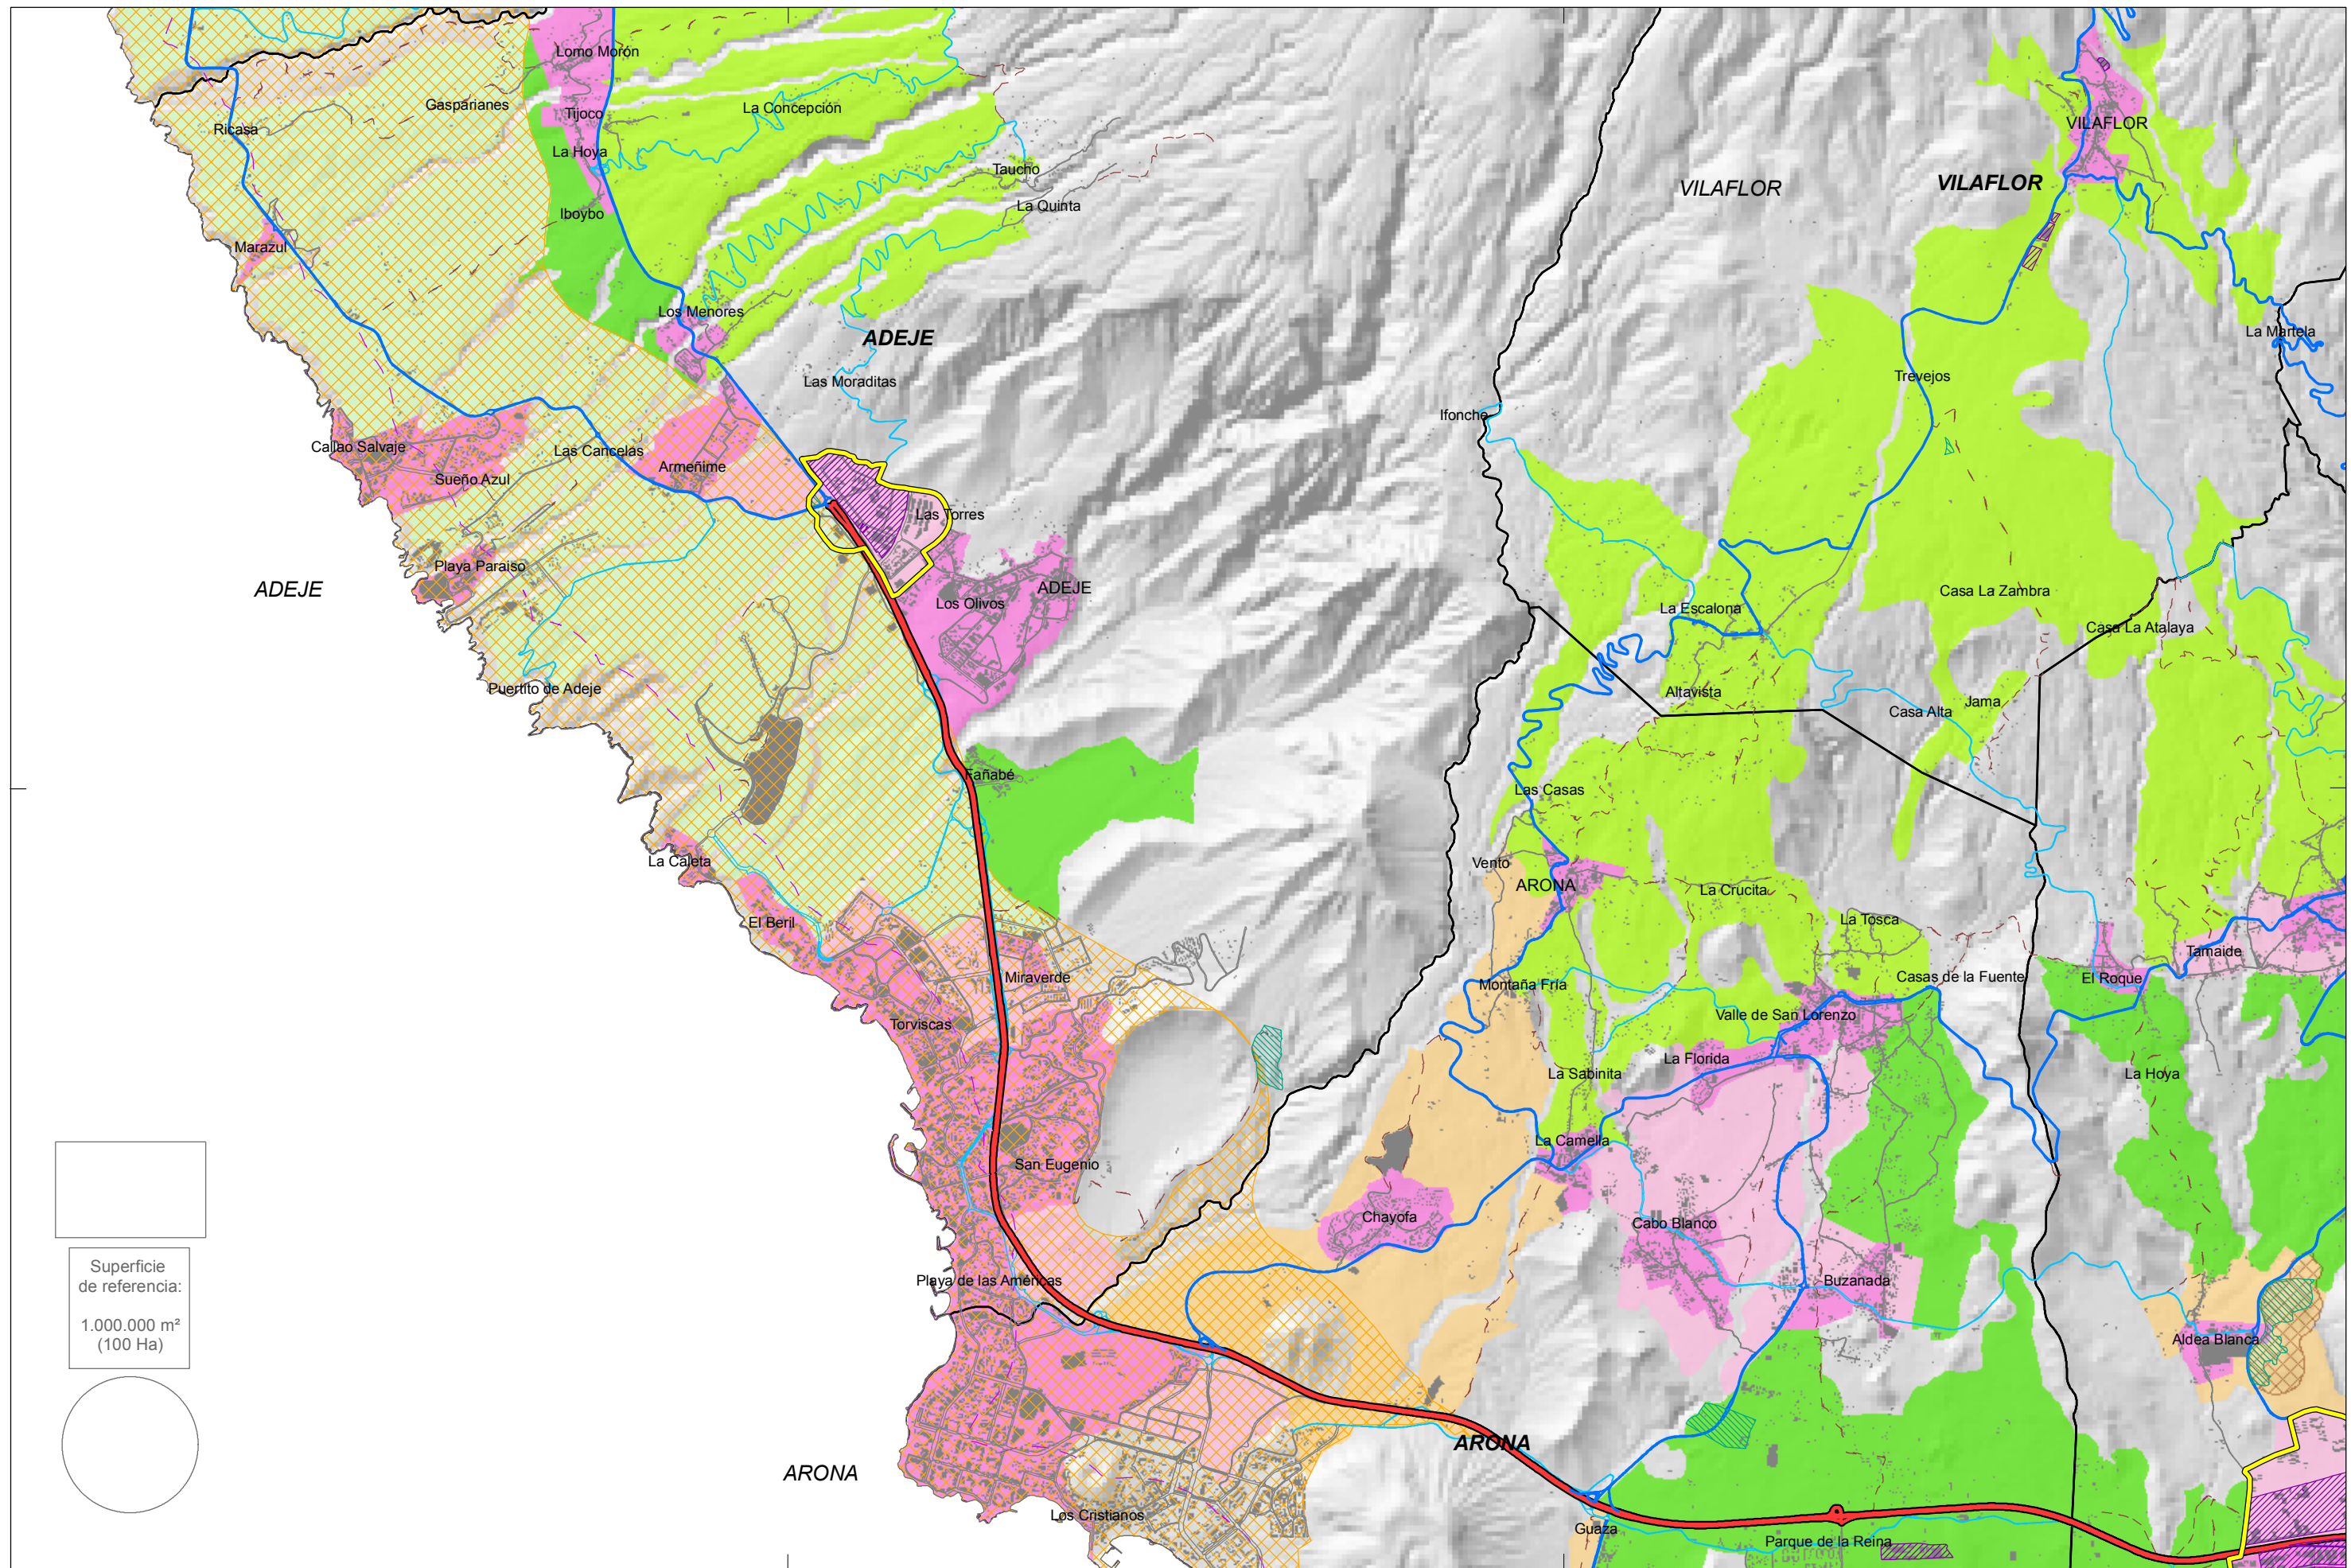 Lomo Morón
Gasparianes
La Concepción
Tijoco
Ricasa
VILAFLOR
La Hoya
Taucho
VILAFLOR
VILAFLOR
La Quinta
Iboybo
Marazul
Los Menores
La Martela
ADEJE
Trevejos
Las Moraditas
Ifonche
Callao Salvaje
Las Cancelas
Armeñime
Sueño Azul
Las Torres
Playa Paraiso
ADEJE
ADEJE
Casa La Zambra
Los Olivos
La Escalona
Casa La Atalaya
Puertito de Adeje
Altavista
Jama
Casa Alta
Fañabé
Las Casas
La Caleta
Vento
ARONA
La Crucita
El Beril
La Tosca
Tamaide
Miraverde
Casas de la Fuente
El Roque
Montaña Fría
Valle de San Lorenzo
Torviscas
La Florida
La Sabinita
La Hoya
La Camella
San Eugenio
Chayofa
Cabo Blanco
Superficie
de referencia:
1.000.000 m²
(100 Ha)
Playa de las Américas
Buzanada
Aldea Blanca
ARONA
ARONA
Los Cristianos
Guaza
Parque de la Reina